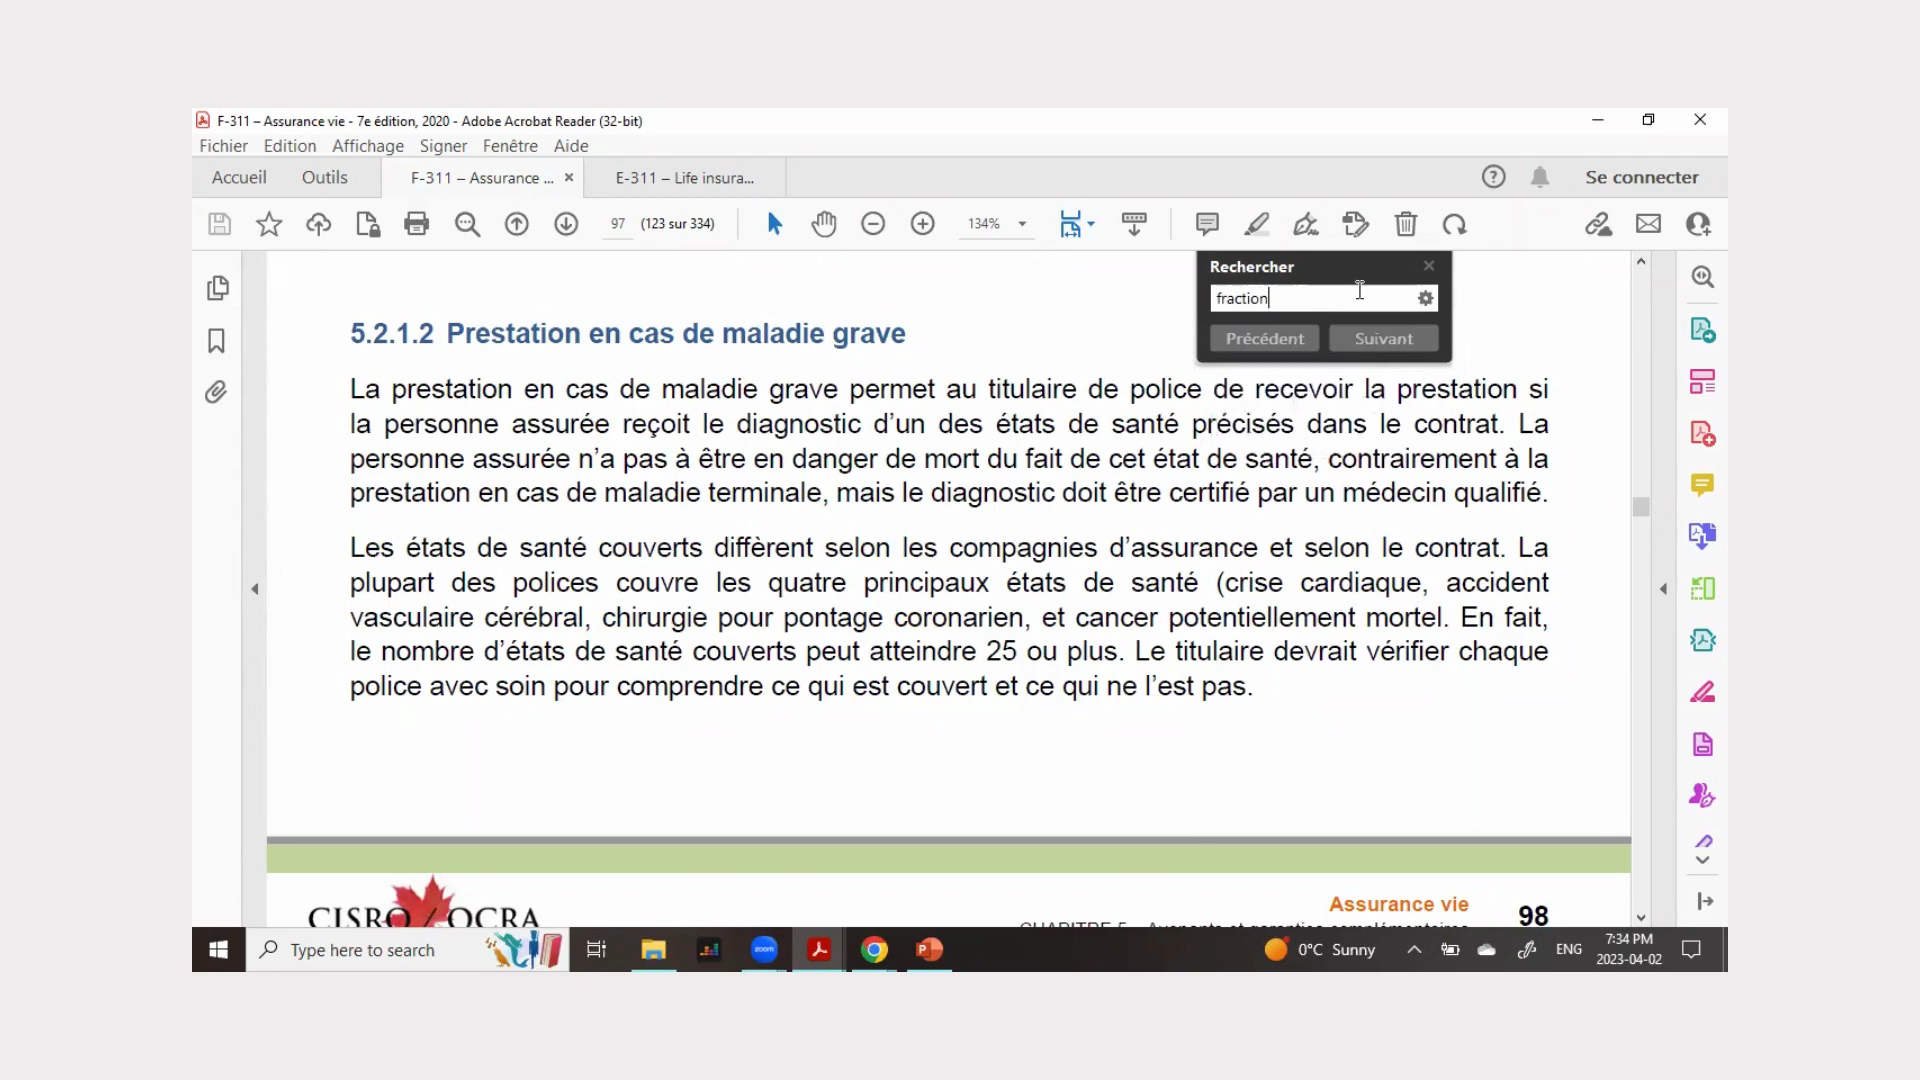 F-311 – Assurance vie - 7e édition, 2020 - Adobe Acrobat Reader (32-bit)
Fichier Edition Affichage Signer Fenêtre Aide
Accueil Outils F-311 – Assurance ... E-311 – Life insura... Se connecter
97 (123 sur 334) 134%
Rechercher
fraction
Précédent Suivant
5.2.1.2 Prestation en cas de maladie grave
La prestation en cas de maladie grave permet au titulaire de police de recevoir la prestation si
la personne assurée reçoit le diagnostic d’un des états de santé précisés dans le contrat. La
personne assurée n’a pas à être en danger de mort du fait de cet état de santé, contrairement à la
prestation en cas de maladie terminale, mais le diagnostic doit être certifié par un médecin qualifié.
Les états de santé couverts diffèrent selon les compagnies d’assurance et selon le contrat. La
plupart des polices couvre les quatre principaux états de santé (crise cardiaque, accident
vasculaire cérébral, chirurgie pour pontage coronarien, et cancer potentiellement mortel. En fait,
le nombre d’états de santé couverts peut atteindre 25 ou plus. Le titulaire devrait vérifier chaque
police avec soin pour comprendre ce qui est couvert et ce qui ne l’est pas.
CISRO / OCRA
Assurance vie 98
Type here to search
zoom
0°C Sunny
ENG
7:34 PM
2023-04-02